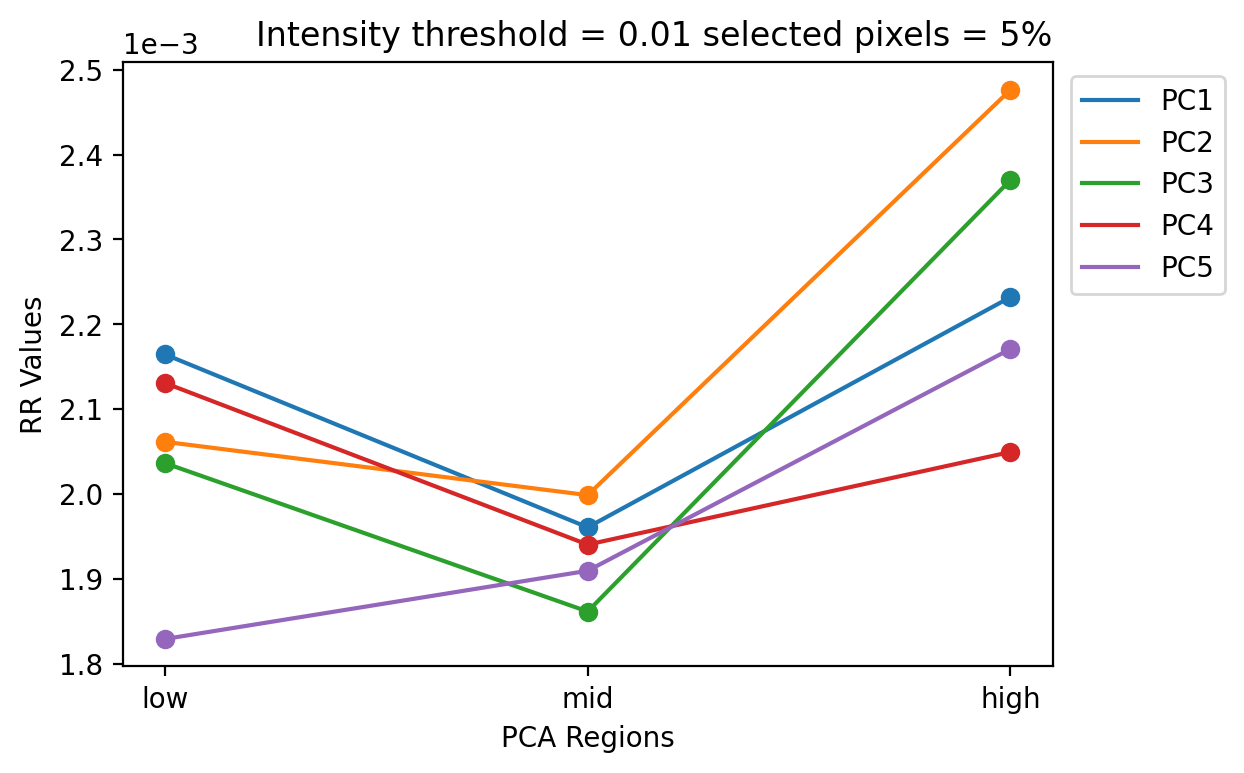 Intensity threshold = 0.01 selected pixels = 5%
1e−3
2.5
2.4
2.3
2.2
2.1
2.0
1.9
1.8
RR Values
low
mid
high
PCA Regions
PC1
PC2
PC3
PC4
PC5